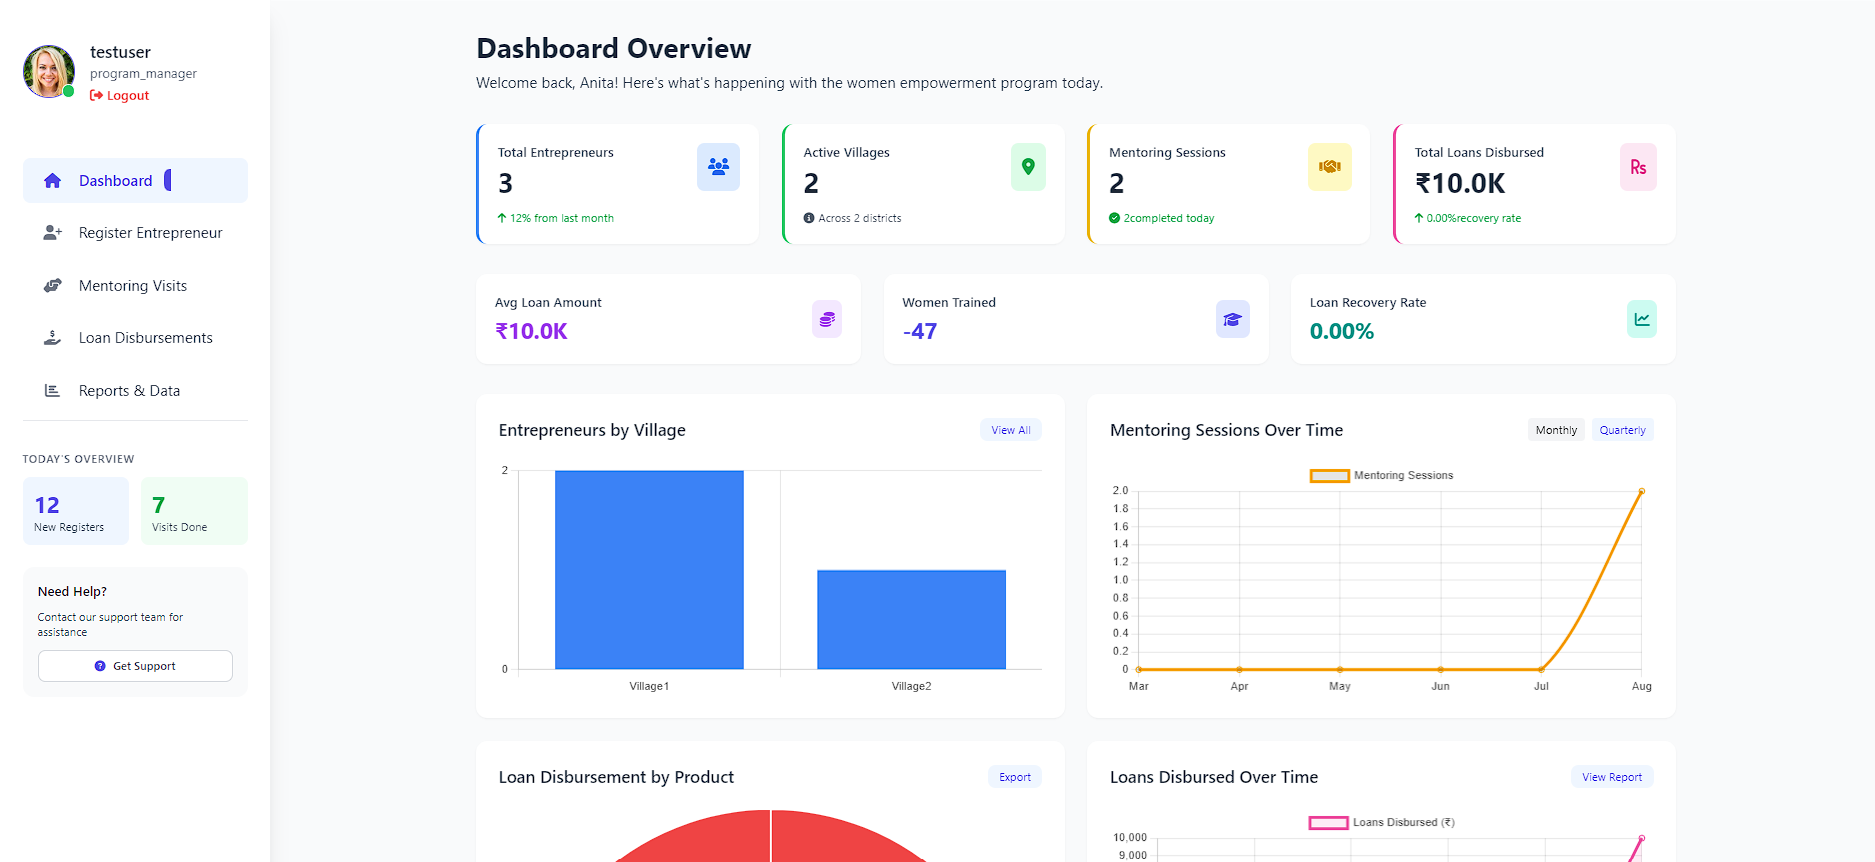 testuser
program_manager
Logout
Dashboard
Register Entrepreneur
Mentoring Visits
Loan Disbursements
Reports & Data
TODAY'S OVERVIEW
12
New Registers
7
Visits Done
Need Help?
Contact our support team for
assistance
Get Support
Dashboard Overview
Welcome back, Anita! Here's what's happening with the women empowerment program today.
Total Entrepreneurs
3
12% from last month
Active Villages
2
Across 2 districts
Mentoring Sessions
2
2completed today
Total Loans Disbursed
₹10.0K
0.00%recovery rate
Rs
Avg Loan Amount
₹10.0K
Women Trained
-47
Loan Recovery Rate
0.00%
Entrepreneurs by Village
View All
2
0
Village1
Village2
Mentoring Sessions Over Time
Monthly
Quarterly
Mentoring Sessions
2.0
1.8
1.6
1.4
1.2
1.0
0.8
0.6
0.4
0.2
0
Mar
Apr
May
Jun
Jul
Aug
Loan Disbursement by Product
Export
Loans Disbursed Over Time
View Report
Loans Disbursed (₹)
10,000
9,000